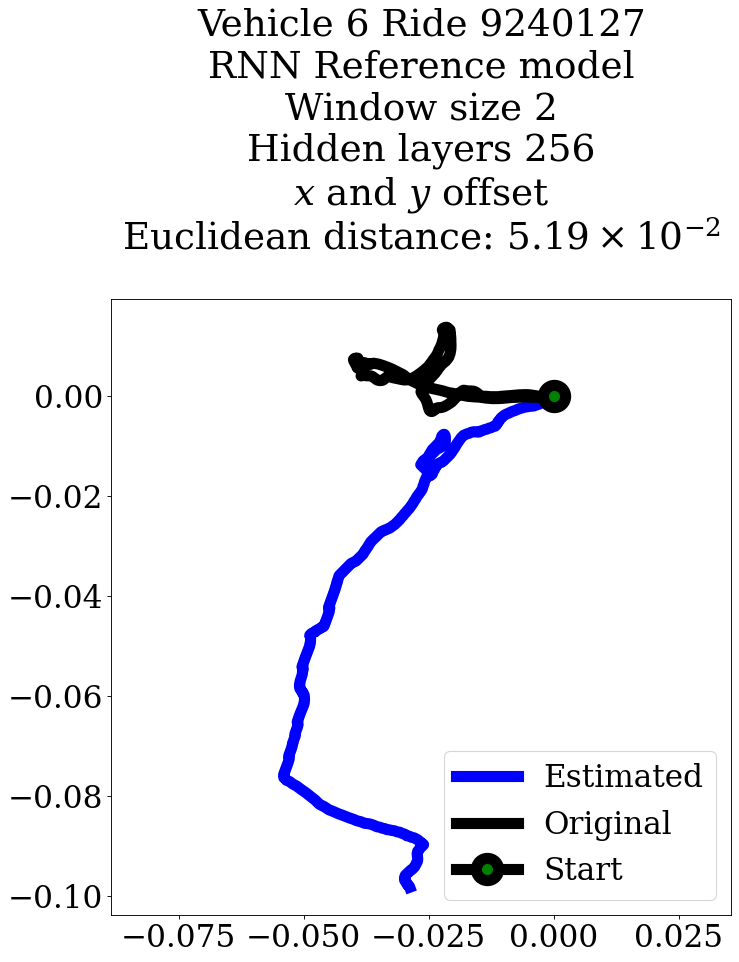 Vehicle 6 Ride 9240127
RNN Reference model
Window size 2
Hidden layers 256
x and y offset
Euclidean distance: 5.19 × 10⁻²
0.00
−0.02
−0.04
−0.06
−0.08
−0.10
Estimated
Original
Start
−0.075 −0.050 −0.025 0.000 0.025